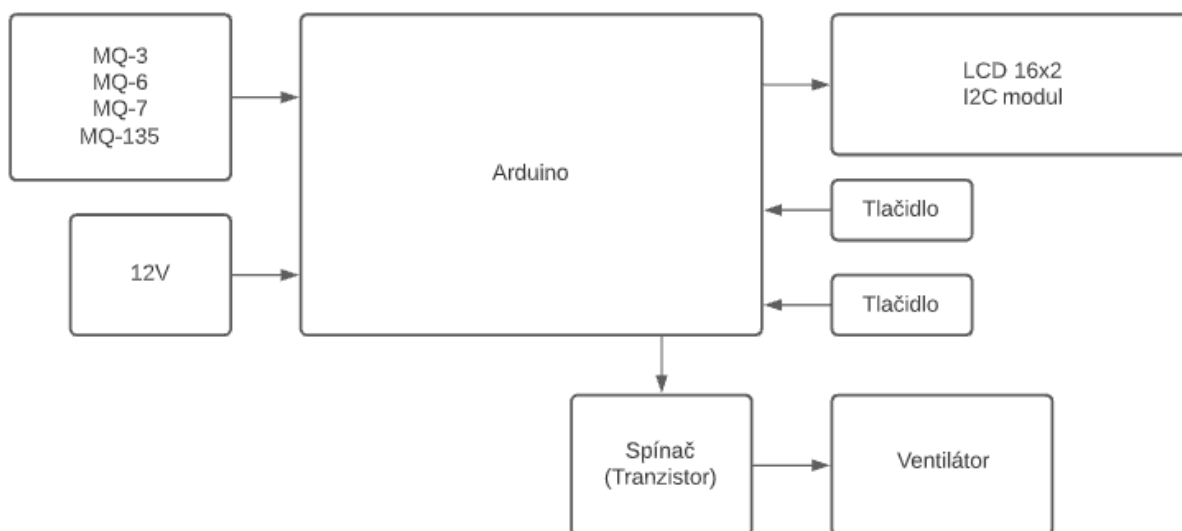 MQ-3
MQ-6
MQ-7
MQ-135
Arduino
LCD 16x2
I2C modul
Tlačidlo
12V
Tlačidlo
Spínač
(Tranzistor)
Ventilátor